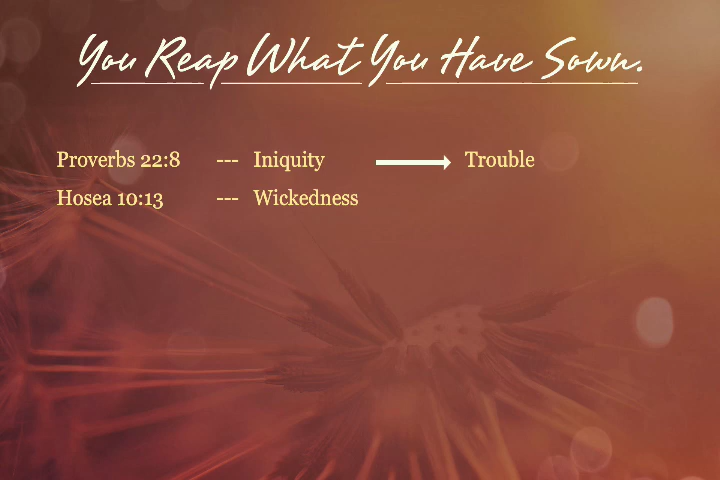 You Reap What You Have Sown.
Proverbs 22:8 --- Iniquity Trouble
Hosea 10:13 --- Wickedness